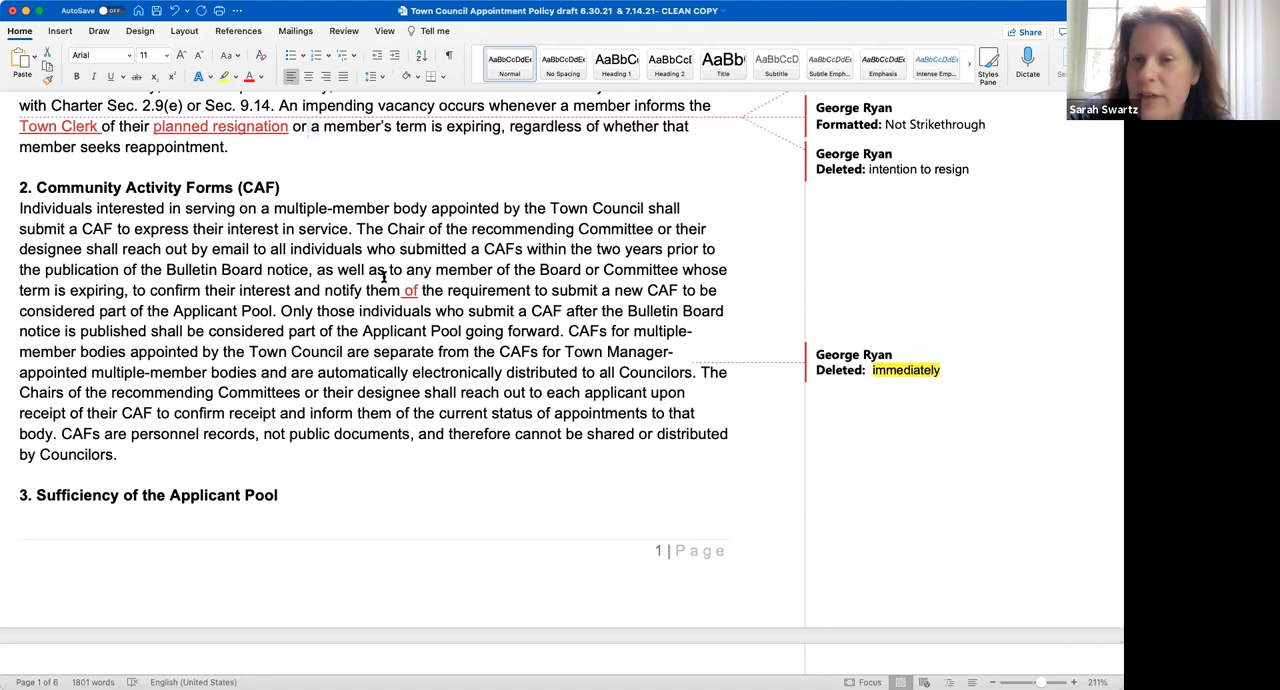 AutoSave OFF
Town Council Appointment Policy draft 6.30.21 & 7.14.21- CLEAN COPY
Home Insert Draw Design Layout References Mailings Review View Tell me
Share
Paste
Arial 11
AaBbCcDdEe AaBbCcDdEe AaBbCc AaBbCcD AaBb AaBbCcDdEe AaBbCcDdEe AaBbCcDdEe AaBbCcDdEe
Normal No Spacing Heading 1 Heading 2 Title Subtitle Subtle Emph... Emphasis Intense Emp...
Styles Pane
Dictate
Sarah Swartz
with Charter Sec. 2.9(e) or Sec. 9.14. An impending vacancy occurs whenever a member informs the
Town Clerk of their planned resignation or a member's term is expiring, regardless of whether that
member seeks reappointment.
2. Community Activity Forms (CAF)
Individuals interested in serving on a multiple-member body appointed by the Town Council shall
submit a CAF to express their interest in service. The Chair of the recommending Committee or their
designee shall reach out by email to all individuals who submitted a CAFs within the two years prior to
the publication of the Bulletin Board notice, as well as to any member of the Board or Committee whose
term is expiring, to confirm their interest and notify them of the requirement to submit a new CAF to be
considered part of the Applicant Pool. Only those individuals who submit a CAF after the Bulletin Board
notice is published shall be considered part of the Applicant Pool going forward. CAFs for multiple-
member bodies appointed by the Town Council are separate from the CAFs for Town Manager-
appointed multiple-member bodies and are automatically electronically distributed to all Councilors. The
Chairs of the recommending Committees or their designee shall reach out to each applicant upon
receipt of their CAF to confirm receipt and inform them of the current status of appointments to that
body. CAFs are personnel records, not public documents, and therefore cannot be shared or distributed
by Councilors.
3. Sufficiency of the Applicant Pool
1 | Page
George Ryan
Formatted: Not Strikethrough
George Ryan
Deleted: intention to resign
George Ryan
Deleted: immediately
Page 1 of 6 1801 words English (United States) Focus 211%